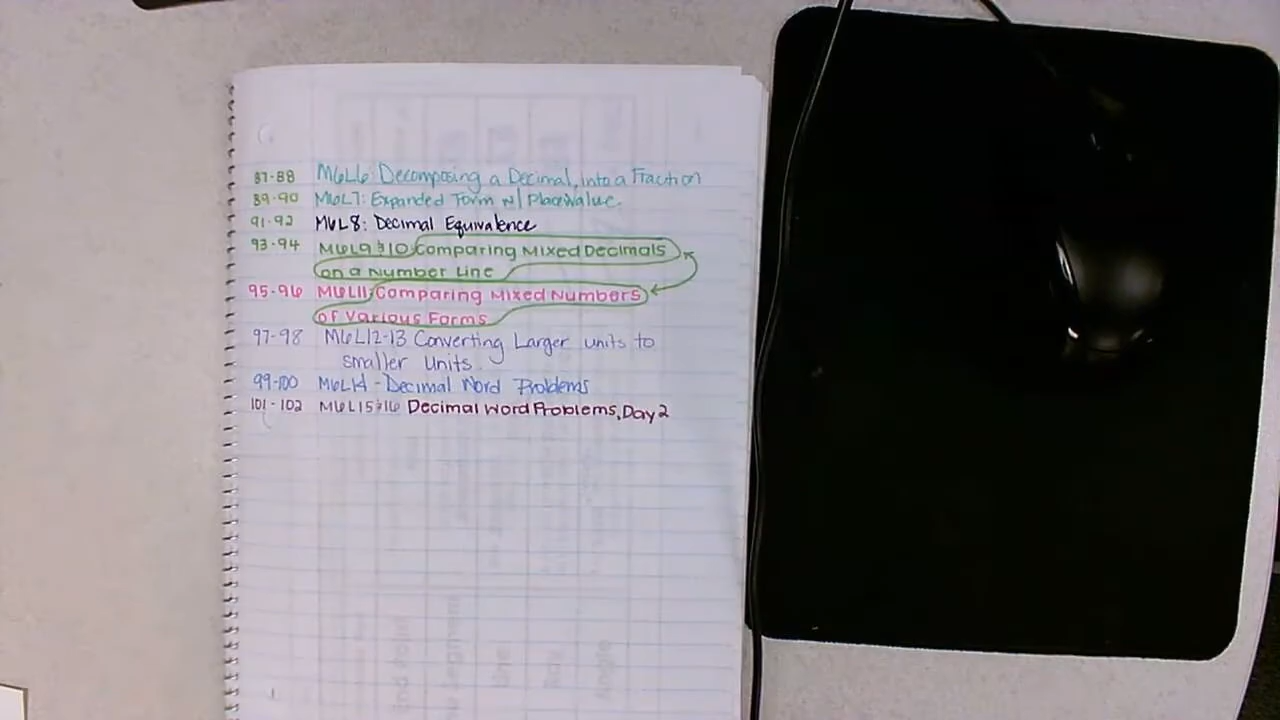 87-88 M6L6: Decomposing a Decimal, into a Fraction
89-90 M6L7: Expanded Form w/ PlaceValue.
91-92 M6L8: Decimal Equivalence
93-94 M6L9&10: Comparing Mixed Decimals
on a Number Line
95-96 M6L11: Comparing Mixed Numbers
of Various Forms
97-98 M6L12-13 Converting Larger units to
smaller units.
99-100 M6L14 - Decimal Word Problems
101-102 M6L15&16 Decimal Word Problems, Day 2
Line
Ray
Angle